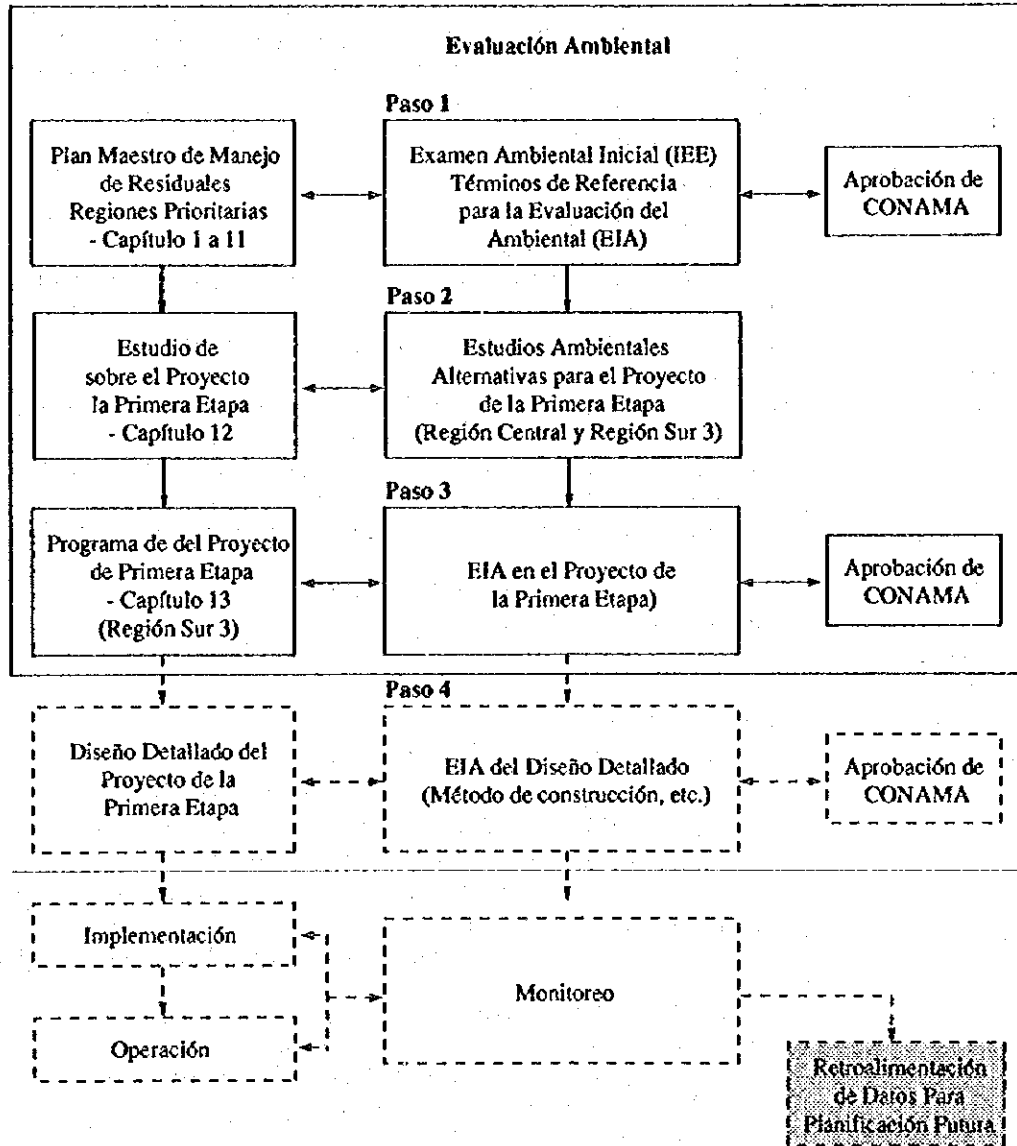 Evaluación Ambiental
Paso 1
Plan Maestro de Manejo
de Residuales
Regiones Prioritarias
- Capítulo 1 a 11
Examen Ambiental Inicial (IEE)
Términos de Referencia
para la Evaluación del
Ambiental (EIA)
Aprobación de
CONAMA
Paso 2
Estudio de
sobre el Proyecto
la Primera Etapa
- Capítulo 12
Estudios Ambientales
Alternativas para el Proyecto
de la Primera Etapa
(Región Central y Región Sur 3)
Paso 3
Programa de del Proyecto
de Primera Etapa
- Capítulo 13
(Región Sur 3)
EIA en el Proyecto de
la Primera Etapa)
Aprobación de
CONAMA
Paso 4
Diseño Detallado del
Proyecto de la
Primera Etapa
EIA del Diseño Detallado
(Método de construcción, etc.)
Aprobación de
CONAMA
Implementación
Operación
Monitoreo
Retroalimentación
de Datos Para
Planificación Futura